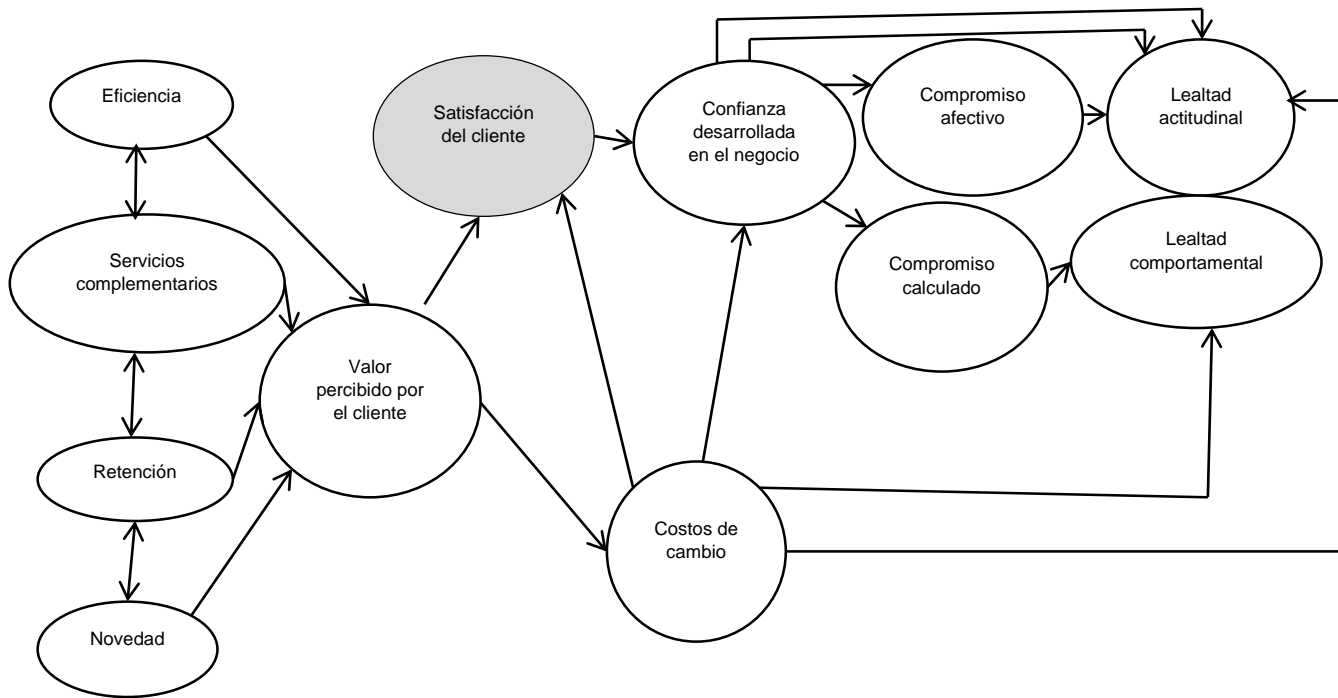 Eficiencia
Servicios
complementarios
Retención
Novedad
Valor
percibido por
el cliente
Satisfacción
del cliente
Costos de
cambio
Confianza
desarrollada
en el negocio
Compromiso
afectivo
Compromiso
calculado
Lealtad
actitudinal
Lealtad
comportamental